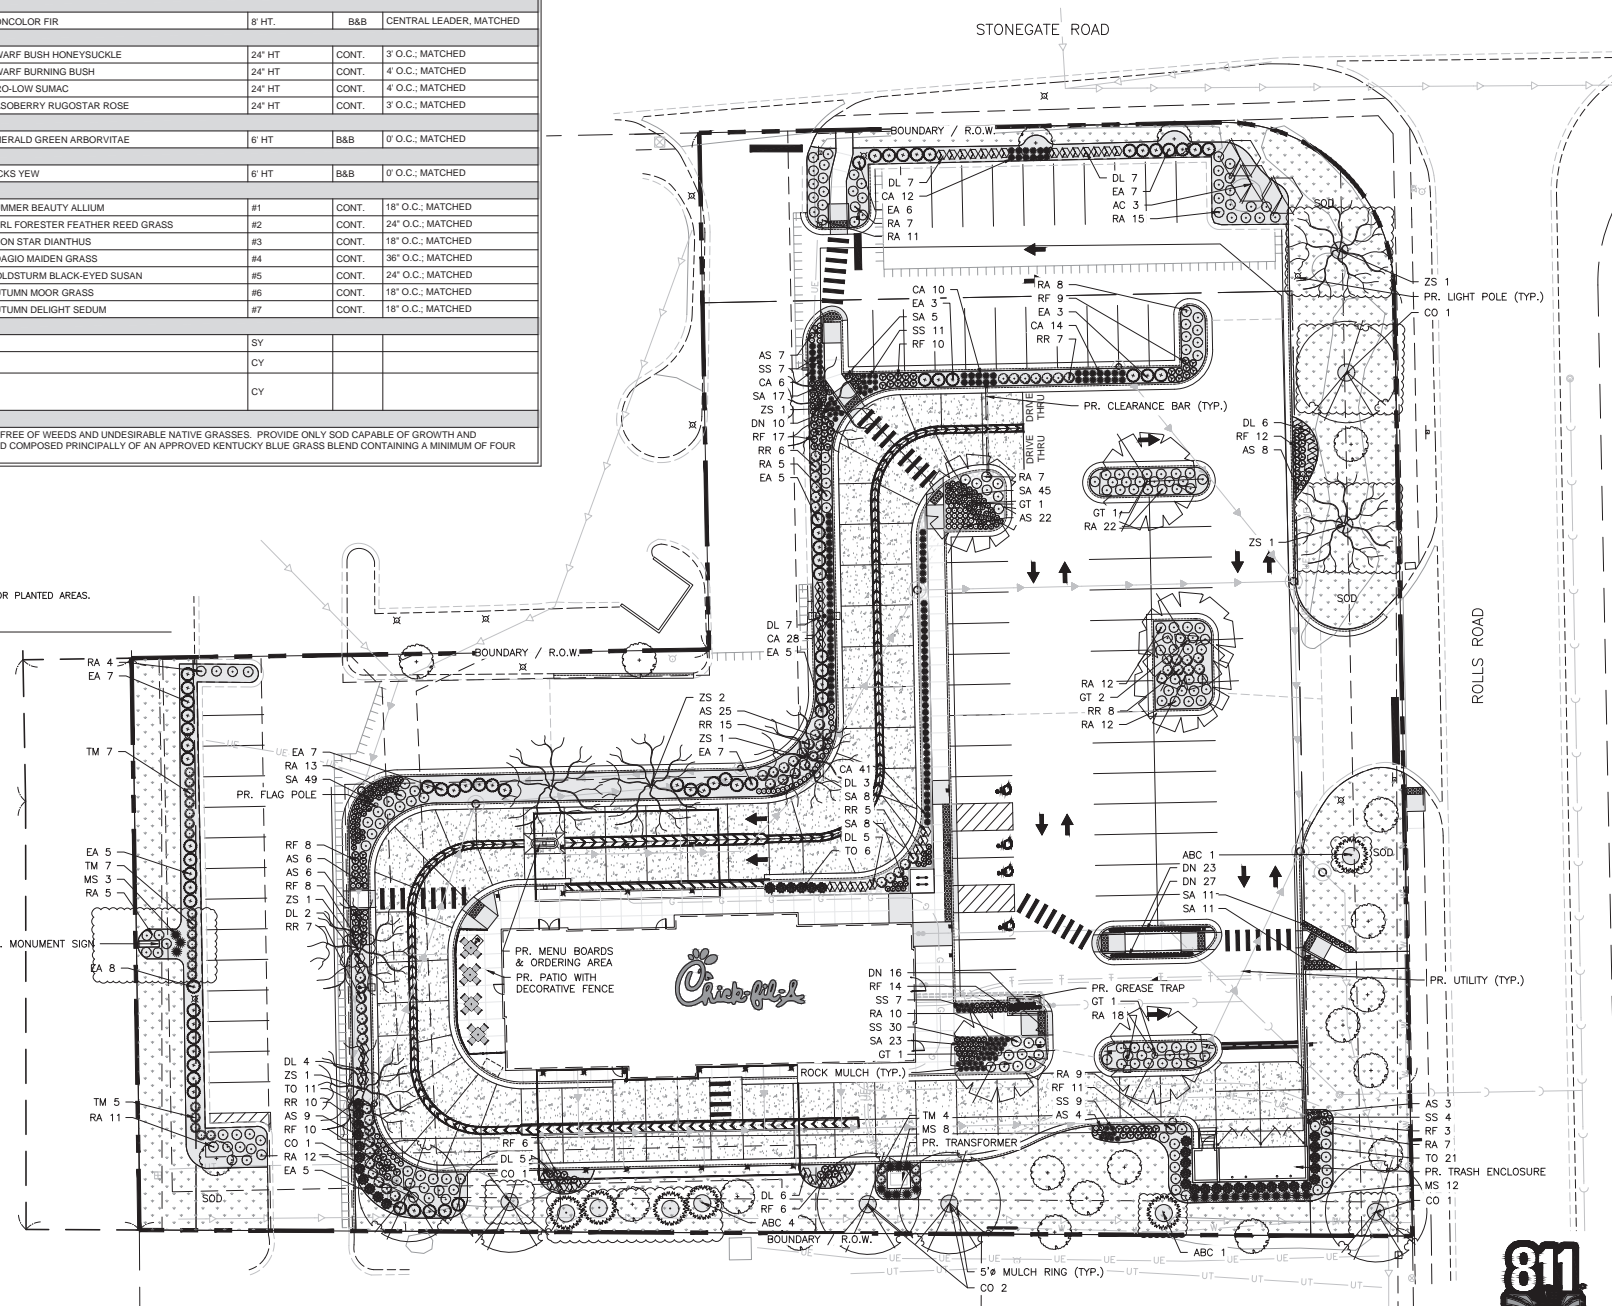 ONCOLOR FIR 8' HT. B&B CENTRAL LEADER, MATCHED
WARF BUSH HONEYSUCKLE 24" HT CONT. 3' O.C.; MATCHED
WARF BURNING BUSH 24" HT CONT. 4' O.C.; MATCHED
RO-LOW SUMAC 24" HT CONT. 4' O.C.; MATCHED
ASOBERRY RUGOSTAR ROSE 24" HT CONT. 3' O.C.; MATCHED
MERALD GREEN ARBORVITAE 6' HT B&B 0' O.C.; MATCHED
CKS YEW 6' HT B&B 0' O.C.; MATCHED
UMMER BEAUTY ALLIUM #1 CONT. 18" O.C.; MATCHED
ARL FORESTER FEATHER REED GRASS #2 CONT. 24" O.C.; MATCHED
ON STAR DIANTHUS #3 CONT. 18" O.C.; MATCHED
DAGIO MAIDEN GRASS #4 CONT. 36" O.C.; MATCHED
OLDSTURM BLACK-EYED SUSAN #5 CONT. 24" O.C.; MATCHED
UTUMN MOOR GRASS #6 CONT. 18" O.C.; MATCHED
UTUMN DELIGHT SEDUM #7 CONT. 18" O.C.; MATCHED
SY
CY
CY
FREE OF WEEDS AND UNDESIRABLE NATIVE GRASSES. PROVIDE ONLY SOD CAPABLE OF GROWTH AND
D COMPOSED PRINCIPALLY OF AN APPROVED KENTUCKY BLUE GRASS BLEND CONTAINING A MINIMUM OF FOUR
OR PLANTED AREAS.
STONEGATE ROAD
BOUNDARY / R.O.W.
DL 7
CA 12
EA 6
RA 7
RA 11
DL 7
EA 7
AC 3
RA 15
SOD
ZS 1
PR. LIGHT POLE (TYP.)
CO 1
CA 10
EA 3
SA 5
SS 11
RF 10
RA 8
RF 9
EA 3
CA 14
RR 7
AS 7
SS 7
CA 6
SA 17
ZS 1
DN 10
RF 17
RR 6
RA 5
EA 5
DRIVE THRU
DRIVE THRU
PR. CLEARANCE BAR (TYP.)
DL 6
RF 12
AS 8
RA 7
SA 45
GT 1
AS 22
GT 1
RA 22
ZS 1
SOD
ROLLS ROAD
DL 7
CA 28
EA 5
BOUNDARY / R.O.W.
RA 4
EA 7
RA 12
GT 2
RR 8
RA 12
ZS 2
AS 25
RR 15
ZS 1
EA 7
TM 7
UE
UE
EA 7
RA 13
SA 49
PR. FLAG POLE
CA 41
DL 3
SA 8
RR 5
SA 8
DL 5
TO 6
EA 5
TM 7
MS 3
RA 5
RF 8
AS 6
AS 6
RF 8
ZS 1
DL 2
RR 7
ABC 1
DN 23
DN 27
SA 11
SA 11
SOD
. MONUMENT SIGN
EA 8
PR. MENU BOARDS
& ORDERING AREA
PR. PATIO WITH
DECORATIVE FENCE
Chick-fil-A
DN 16
RF 14
SS 7
RA 10
SS 30
SA 23
GT 1
PR. GREASE TRAP
GT 1
RA 18
PR. UTILITY (TYP.)
DL 4
ZS 1
TO 11
RR 10
AS 9
RF 10
CO 1
RA 12
EA 5
TM 5
RA 11
SOD
ROCK MULCH (TYP.)
RA 9
RF 11
SS 9
AS 4
TM 4
MS 8
PR. TRANSFORMER
RF 6
DL 5
CO 1
DL 6
RF 6
ABC 4
BOUNDARY / R.O.W.
AS 3
SS 4
RF 3
RA 7
TO 21
PR. TRASH ENCLOSURE
MS 12
CO
ABC 1
5'ø MULCH RING (TYP.)
CO 2
UE UE UE UE UE UE
UT UT UT UT UT
811